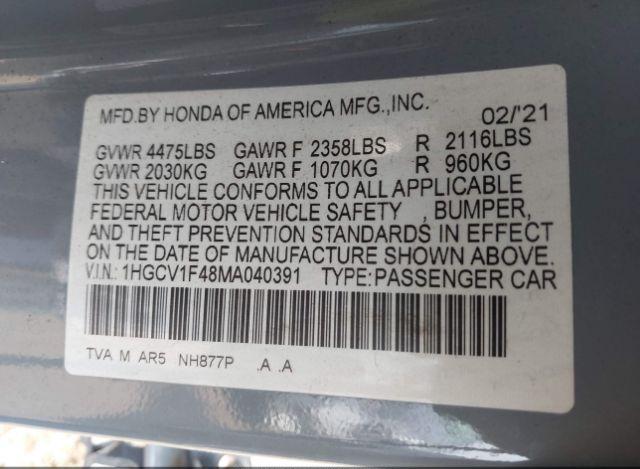 MFD.BY HONDA OF AMERICA MFG.,INC. 02/'21
GVWR 4475LBS GAWR F 2358LBS R 2116LBS
GVWR 2030KG GAWR F 1070KG R 960KG
THIS VEHICLE CONFORMS TO ALL APPLICABLE
FEDERAL MOTOR VEHICLE SAFETY , BUMPER,
AND THEFT PREVENTION STANDARDS IN EFFECT
ON THE DATE OF MANUFACTURE SHOWN ABOVE.
V.I.N.: 1HGCV1F48MA040391 TYPE:PASSENGER CAR
TVA M AR5 NH877P .A .A